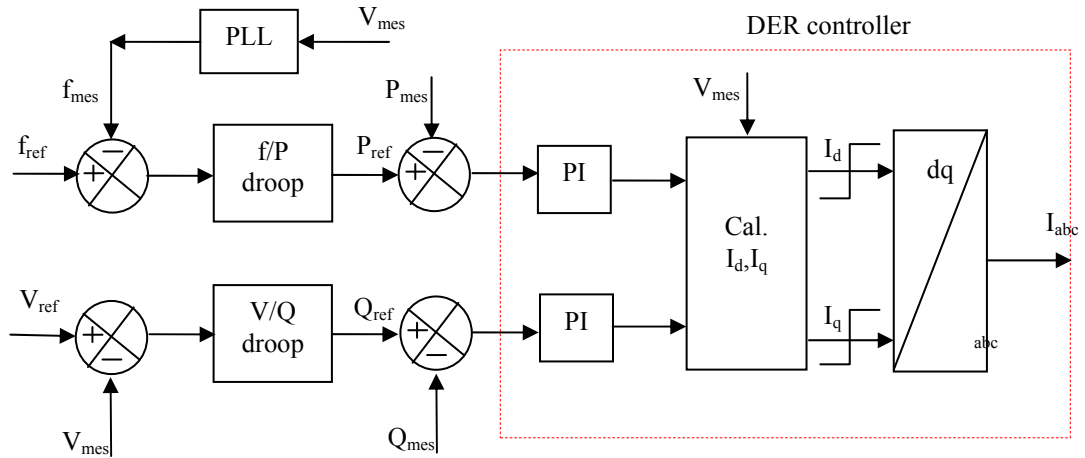 PLL
V_mes
DER controller
f_mes
P_mes
V_mes
f_ref
+
−
f/P
droop
P_ref
+
−
PI
Cal.
I_d,I_q
I_d
dq
I_abc
V_ref
+
−
V/Q
droop
Q_ref
+
−
PI
I_q
abc
V_mes
Q_mes